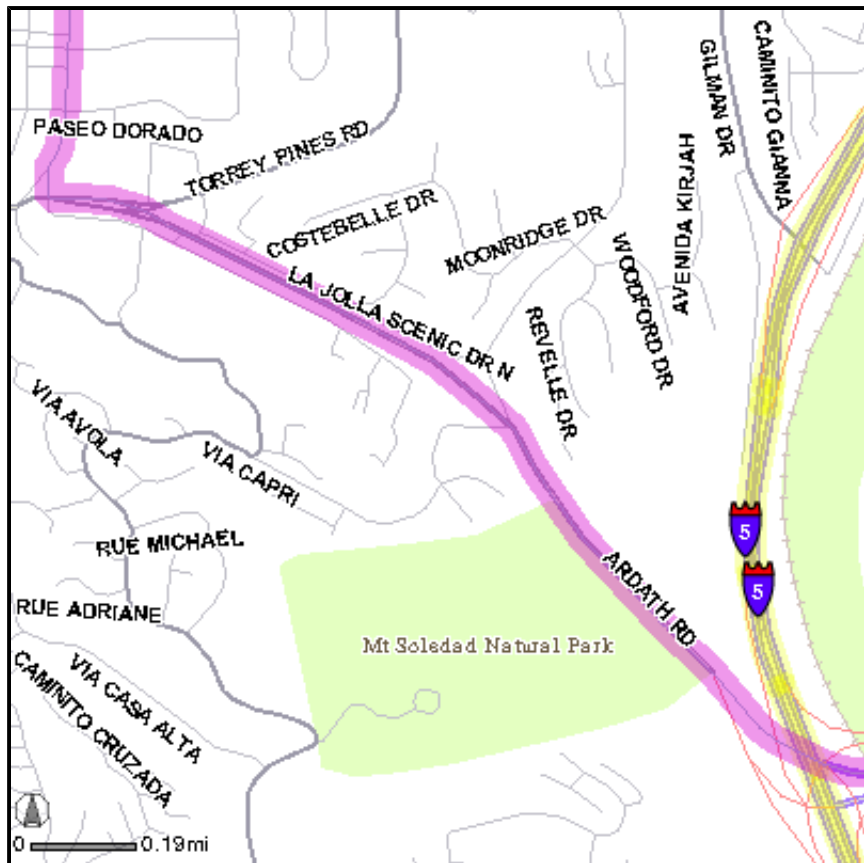 PASEO DORADO
TORREY PINES RD
GILMAN DR
CAMINITO GIANNA
COSTEBELLE DR
MOONRIDGE DR
AVENIDA KIRJAH
WOODFORD DR
LA JOLLA SCENIC DR N
REVELLE DR
VIA AVOLA
VIA CAPRI
5
RUE MICHAEL
5
ARDATH RD
RUE ADRIANE
Mt Soledad Natural Park
VIA CASA ALTA
CAMINITO CRUZADA
0 0.19mi